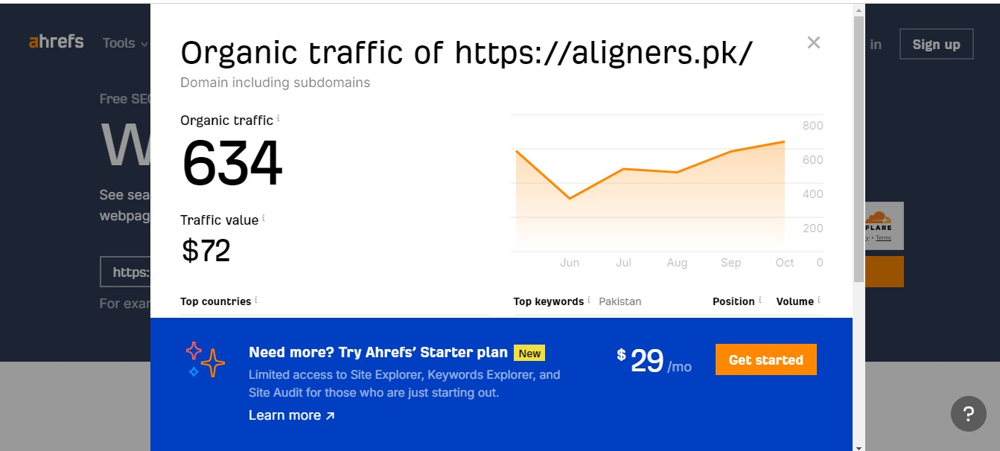 ahrefs
Tools
in
Sign up
Free SEO
W
See sea
webpag
https:
For exar
FLARE
y • Terms
Organic traffic of https://aligners.pk/
Domain including subdomains
Organic traffic i
634
Traffic value i
$72
800
600
400
200
0
Jun Jul Aug Sep Oct
Top countries i
Top keywords i Pakistan Position i Volume i
Need more? Try Ahrefs’ Starter plan New
Limited access to Site Explorer, Keywords Explorer, and
Site Audit for those who are just starting out.
Learn more ↗
$ 29 /mo
Get started
?